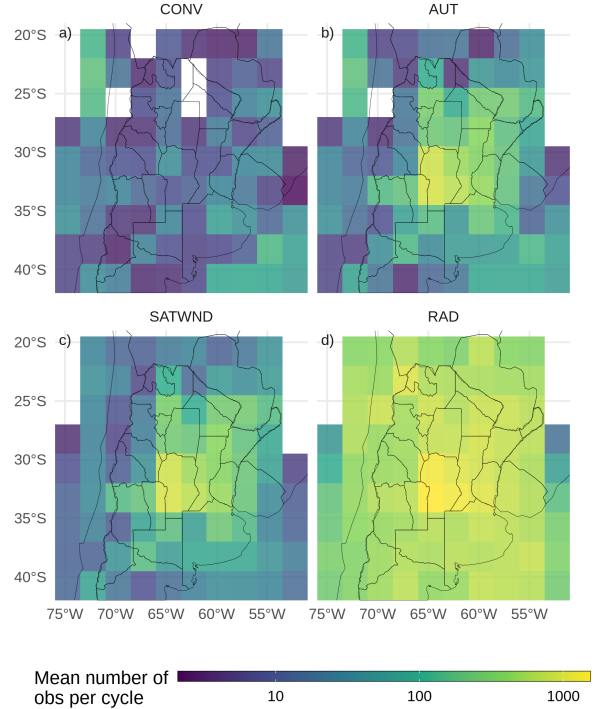 CONV
AUT
a)
b)
20°S
25°S
30°S
35°S
40°S
SATWND
RAD
c)
d)
20°S
25°S
30°S
35°S
40°S
75°W 70°W 65°W 60°W 55°W
75°W 70°W 65°W 60°W 55°W
Mean number of
obs per cycle
10 100 1000